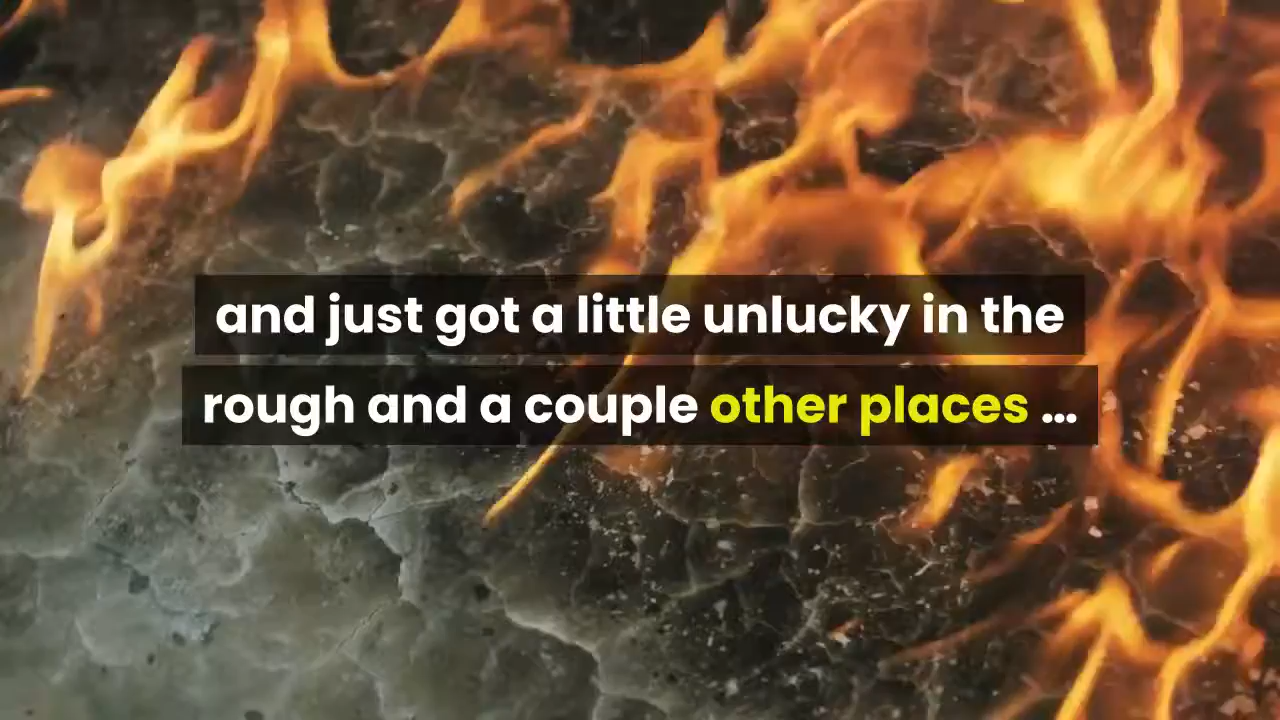 and just got a little unlucky in the
rough and a couple other places ...